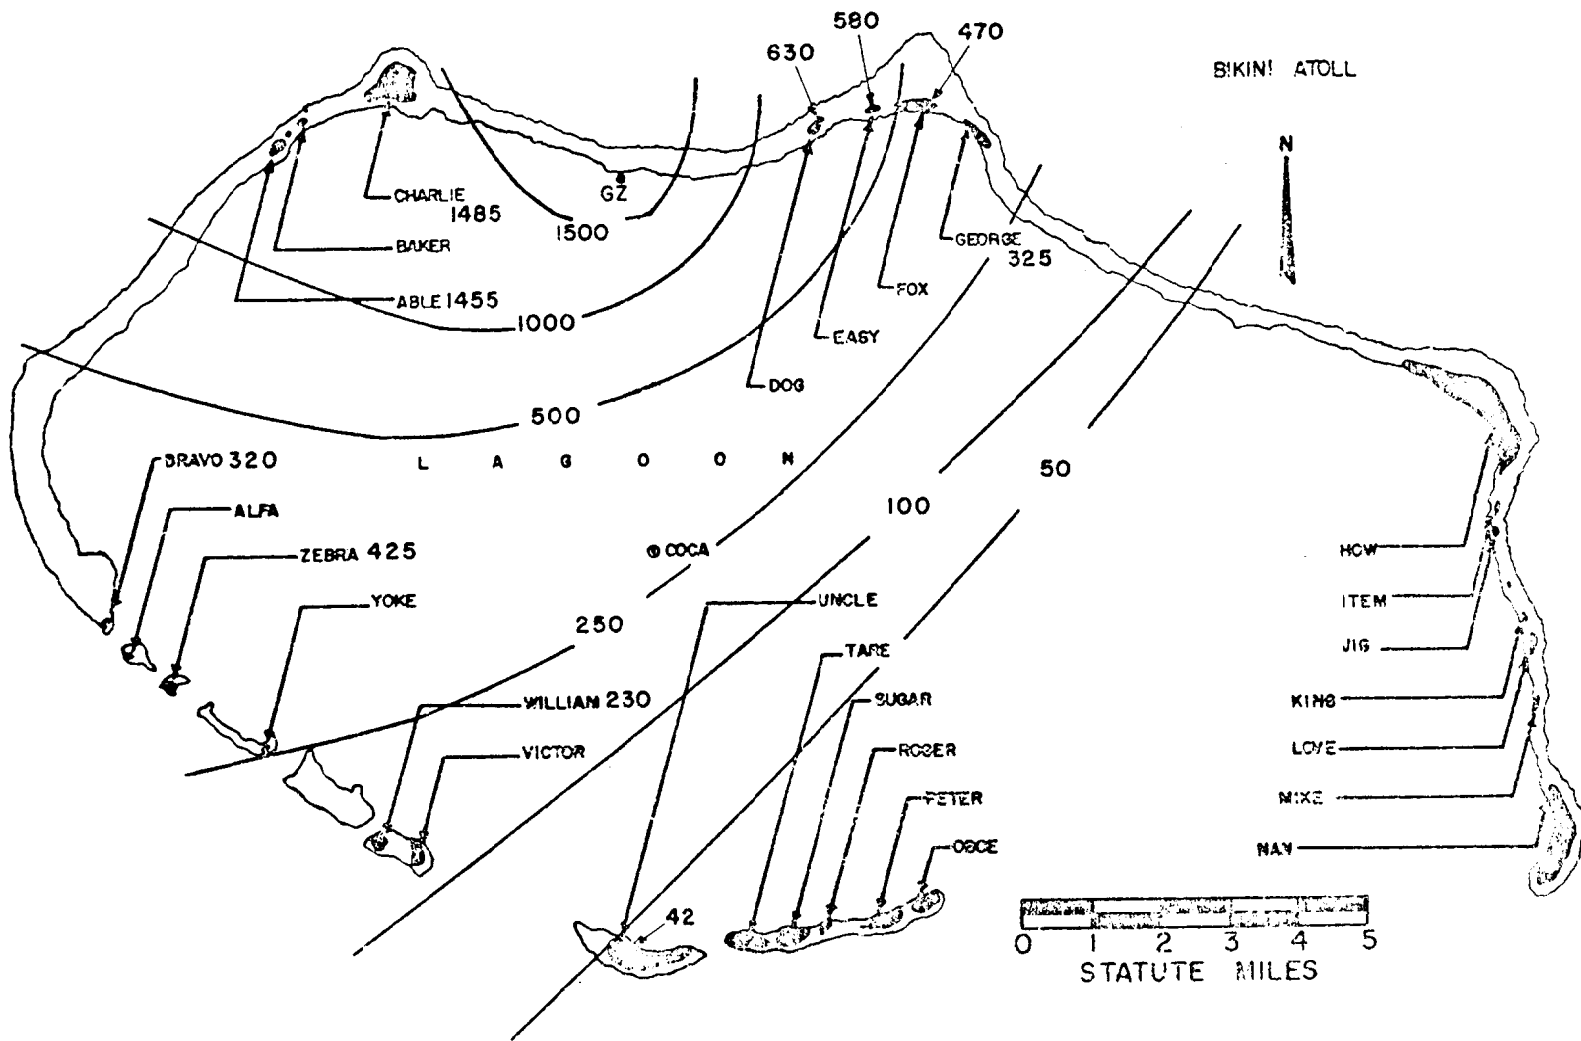 580
470
630
BIKINI ATOLL
N
GZ
CHARLIE
1485
1500
BAKER
GEORGE
325
ABLE 1455
FOX
1000
EASY
DOG
500
BRAVO 320
L A G O O N
50
ALFA
100
ZEBRA 425
COCA
HOW
YOKE
UNCLE
ITEM
250
TARE
JIG
WILLIAM 230
SUGAR
KING
VICTOR
ROGER
LOVE
PETER
MIKE
OBOE
NAN
42
0 1 2 3 4 5
STATUTE MILES